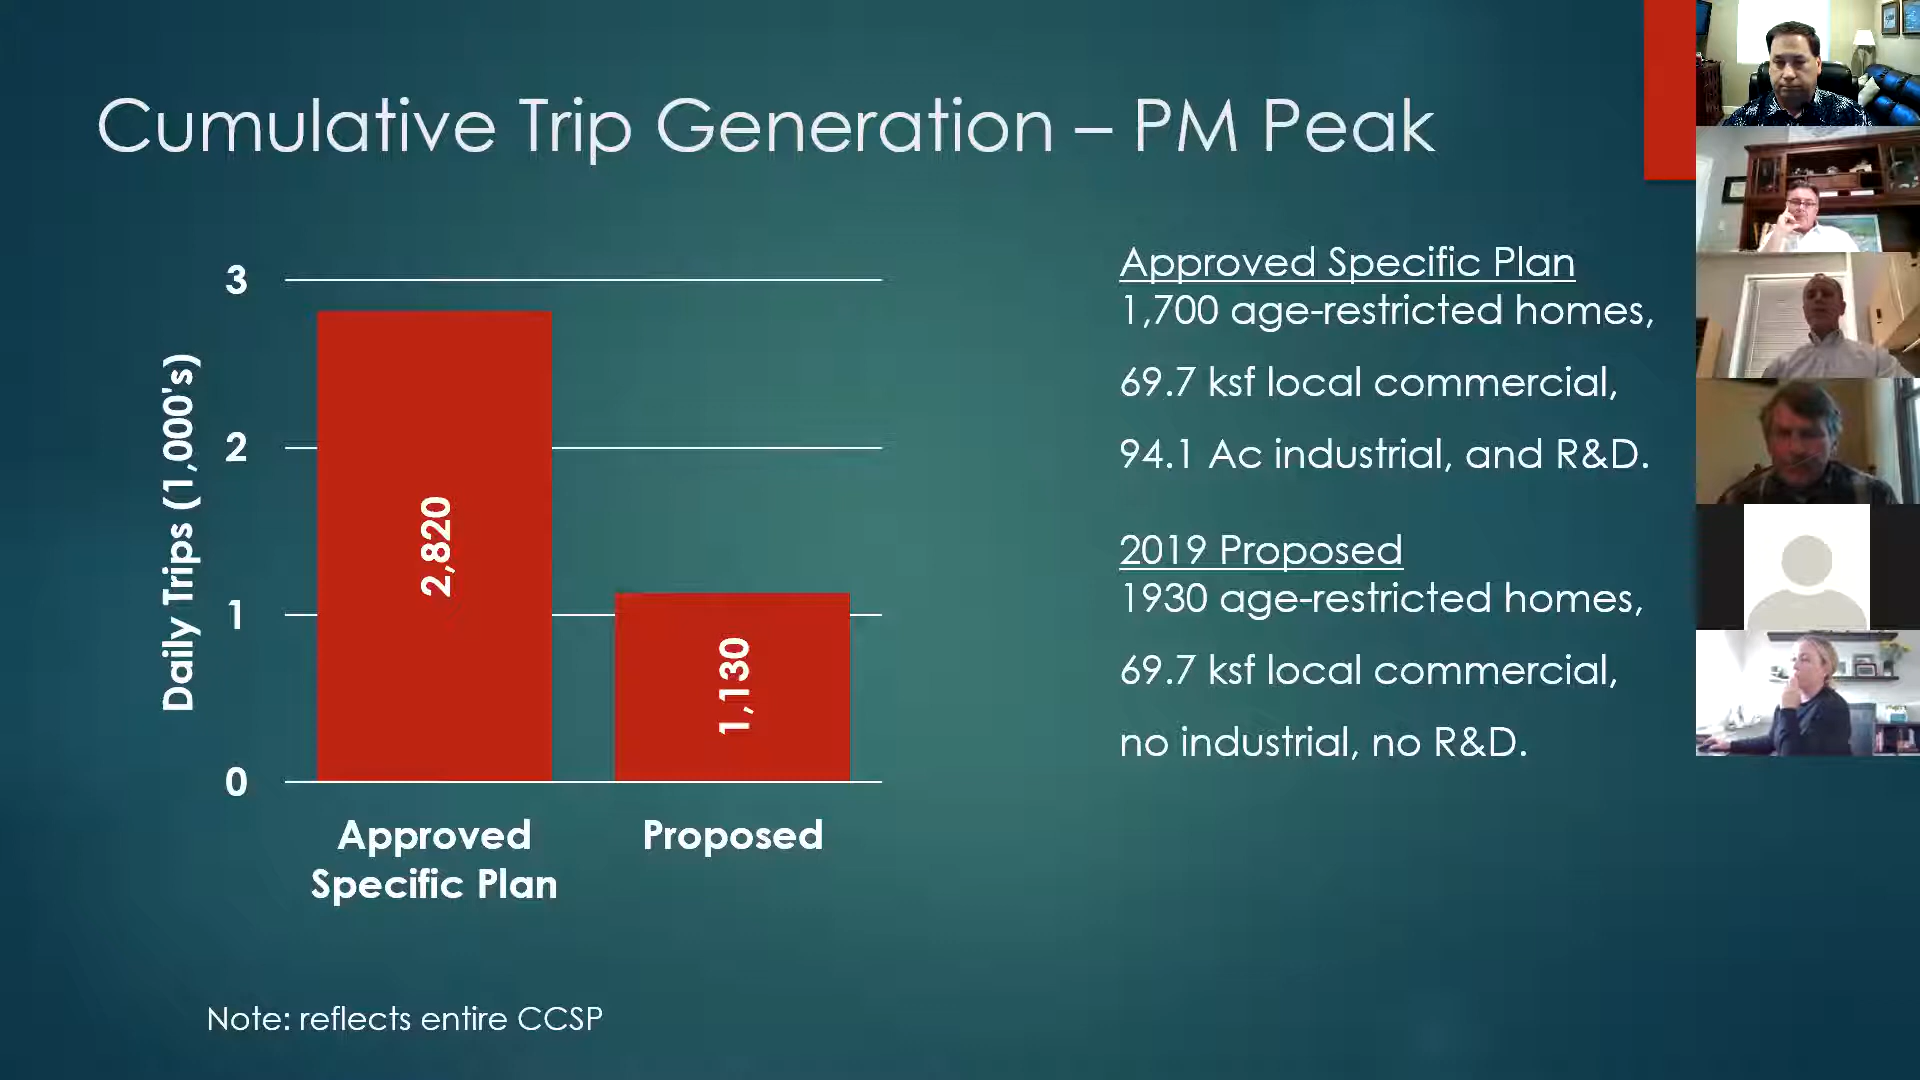 Cumulative Trip Generation – PM Peak
Daily Trips (1,000's)
3
2
1
0
2,820
1,130
Approved
Specific Plan
Proposed
Approved Specific Plan
1,700 age-restricted homes,
69.7 ksf local commercial,
94.1 Ac industrial, and R&D.
2019 Proposed
1930 age-restricted homes,
69.7 ksf local commercial,
no industrial, no R&D.
Note: reflects entire CCSP